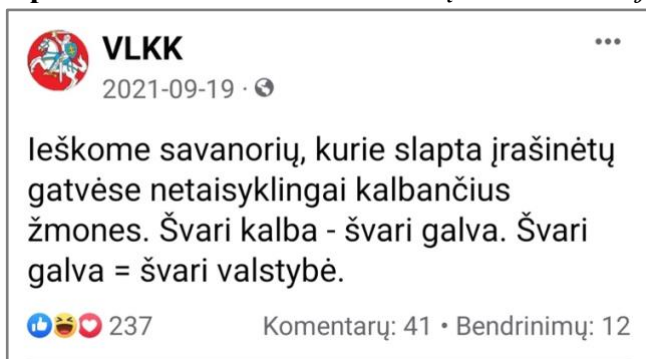 VLKK
2021-09-19 ·
Ieškome savanorių, kurie slapta įrašinėtų
gatvėse netaisyklingai kalbančius
žmones. Švari kalba - švari galva. Švari
galva = švari valstybė.
237 Komentarų: 41 • Bendrinimų: 12